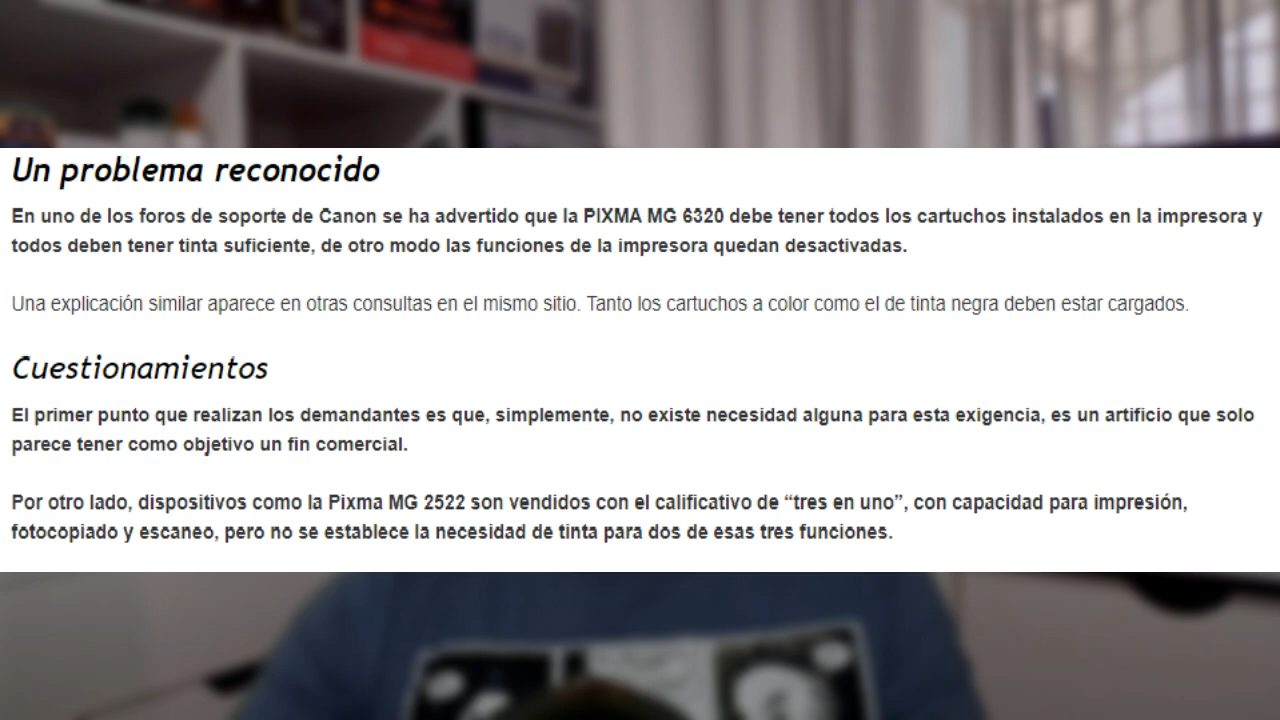 Un problema reconocido
En uno de los foros de soporte de Canon se ha advertido que la PIXMA MG 6320 debe tener todos los cartuchos instalados en la impresora y
todos deben tener tinta suficiente, de otro modo las funciones de la impresora quedan desactivadas.
Una explicación similar aparece en otras consultas en el mismo sitio. Tanto los cartuchos a color como el de tinta negra deben estar cargados.
Cuestionamientos
El primer punto que realizan los demandantes es que, simplemente, no existe necesidad alguna para esta exigencia, es un artificio que solo
parece tener como objetivo un fin comercial.
Por otro lado, dispositivos como la Pixma MG 2522 son vendidos con el calificativo de “tres en uno”, con capacidad para impresión,
fotocopiado y escaneo, pero no se establece la necesidad de tinta para dos de esas tres funciones.